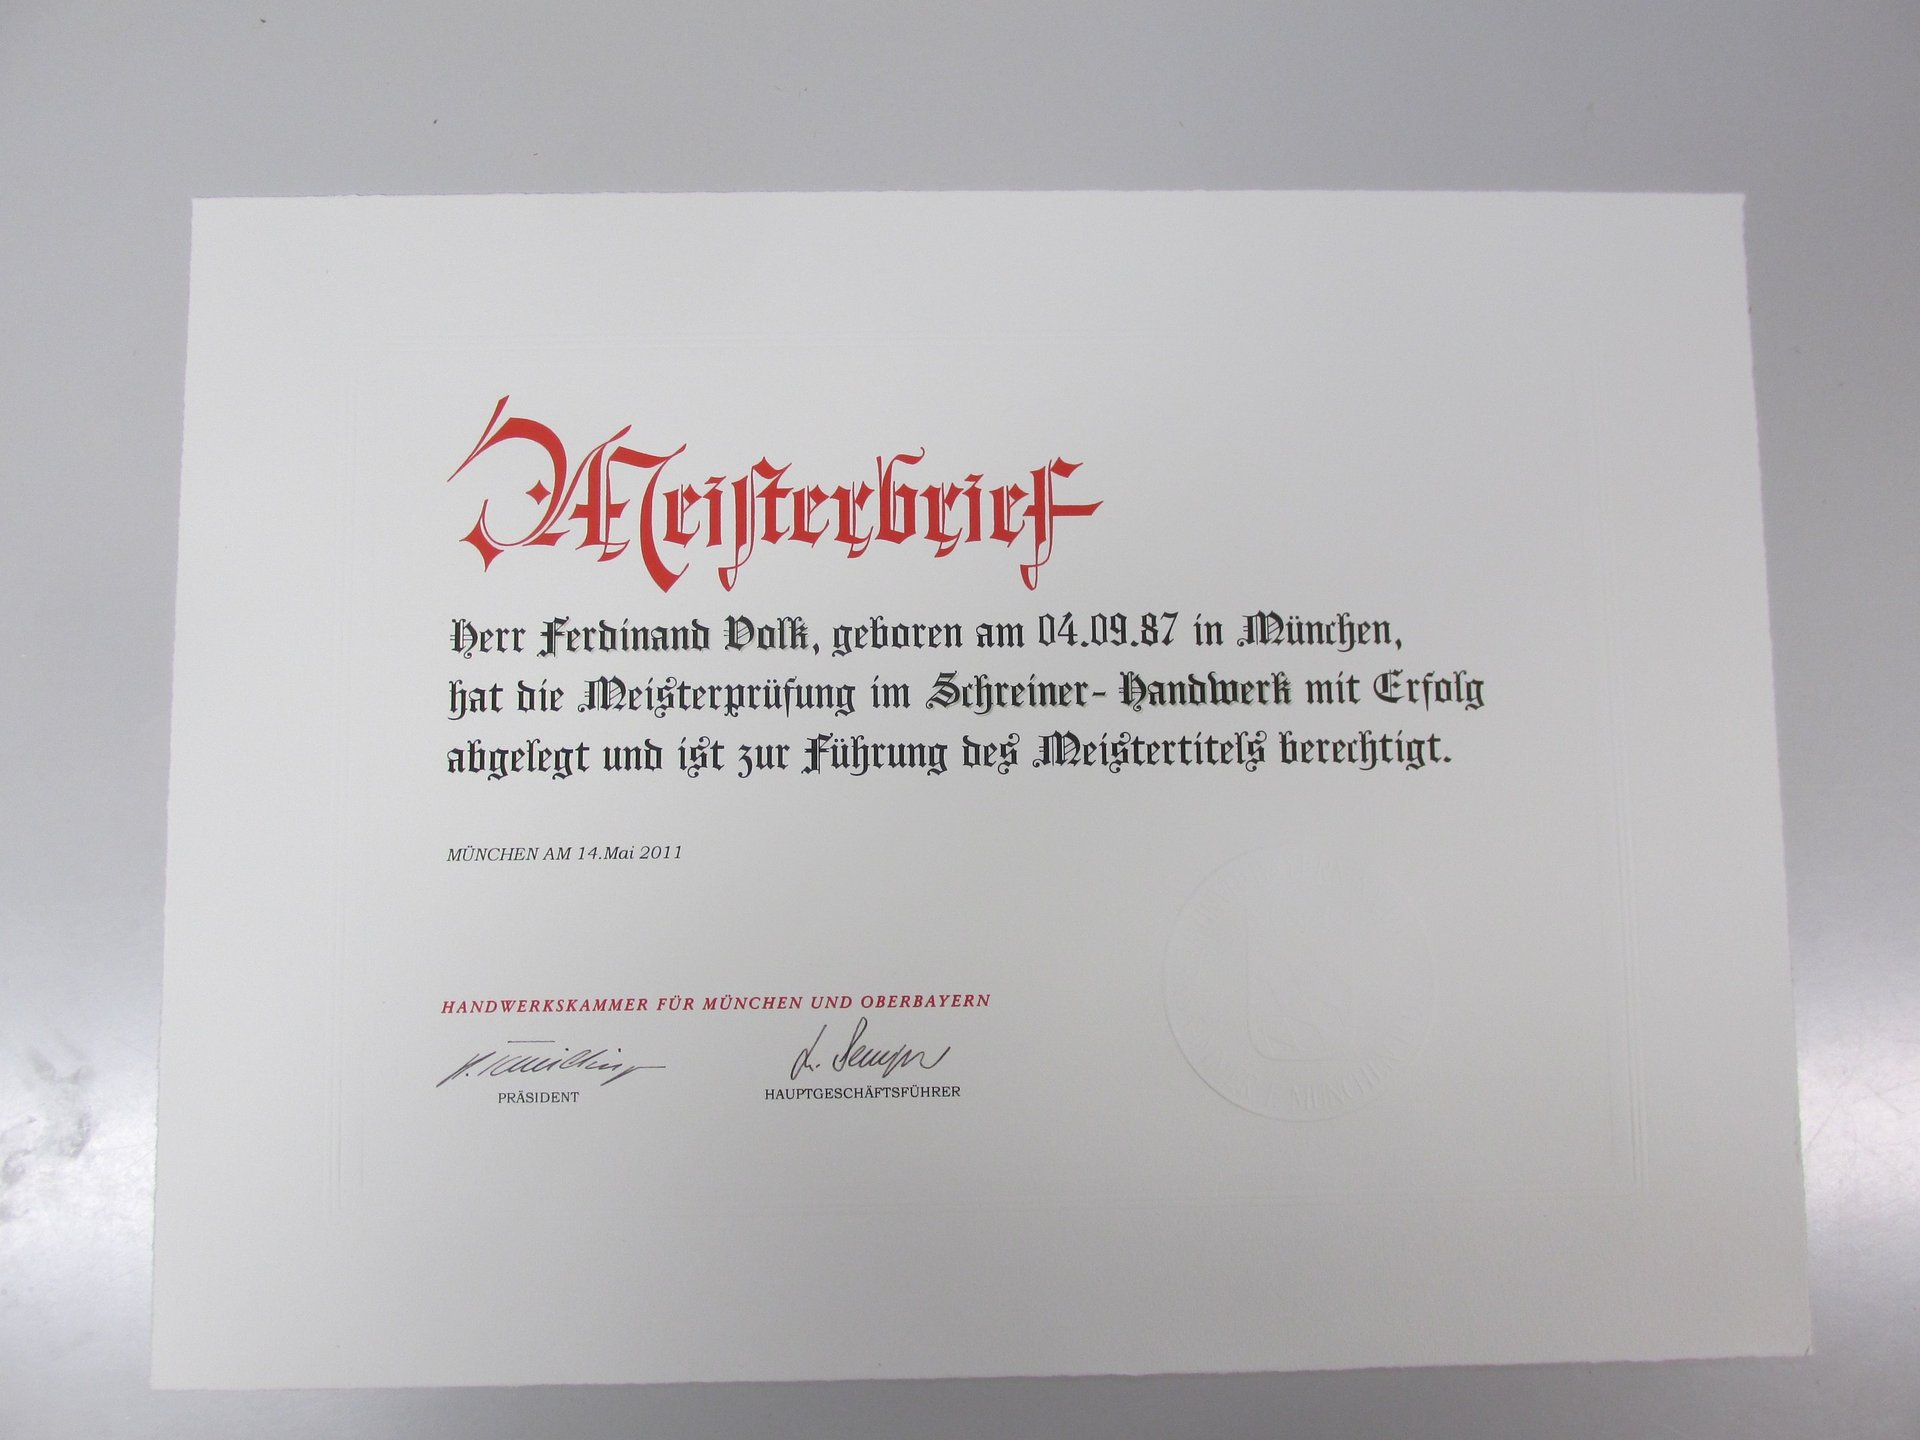 Meisterbrief
Herr Ferdinand Volk, geboren am 04.09.87 in München,
hat die Meisterprüfung im Schreiner- Handwerk mit Erfolg
abgelegt und ist zur Führung des Meistertitels berechtigt.
MÜNCHEN AM 14.Mai 2011
HANDWERKSKAMMER FÜR MÜNCHEN UND OBERBAYERN
PRÄSIDENT
HAUPTGESCHÄFTSFÜHRER